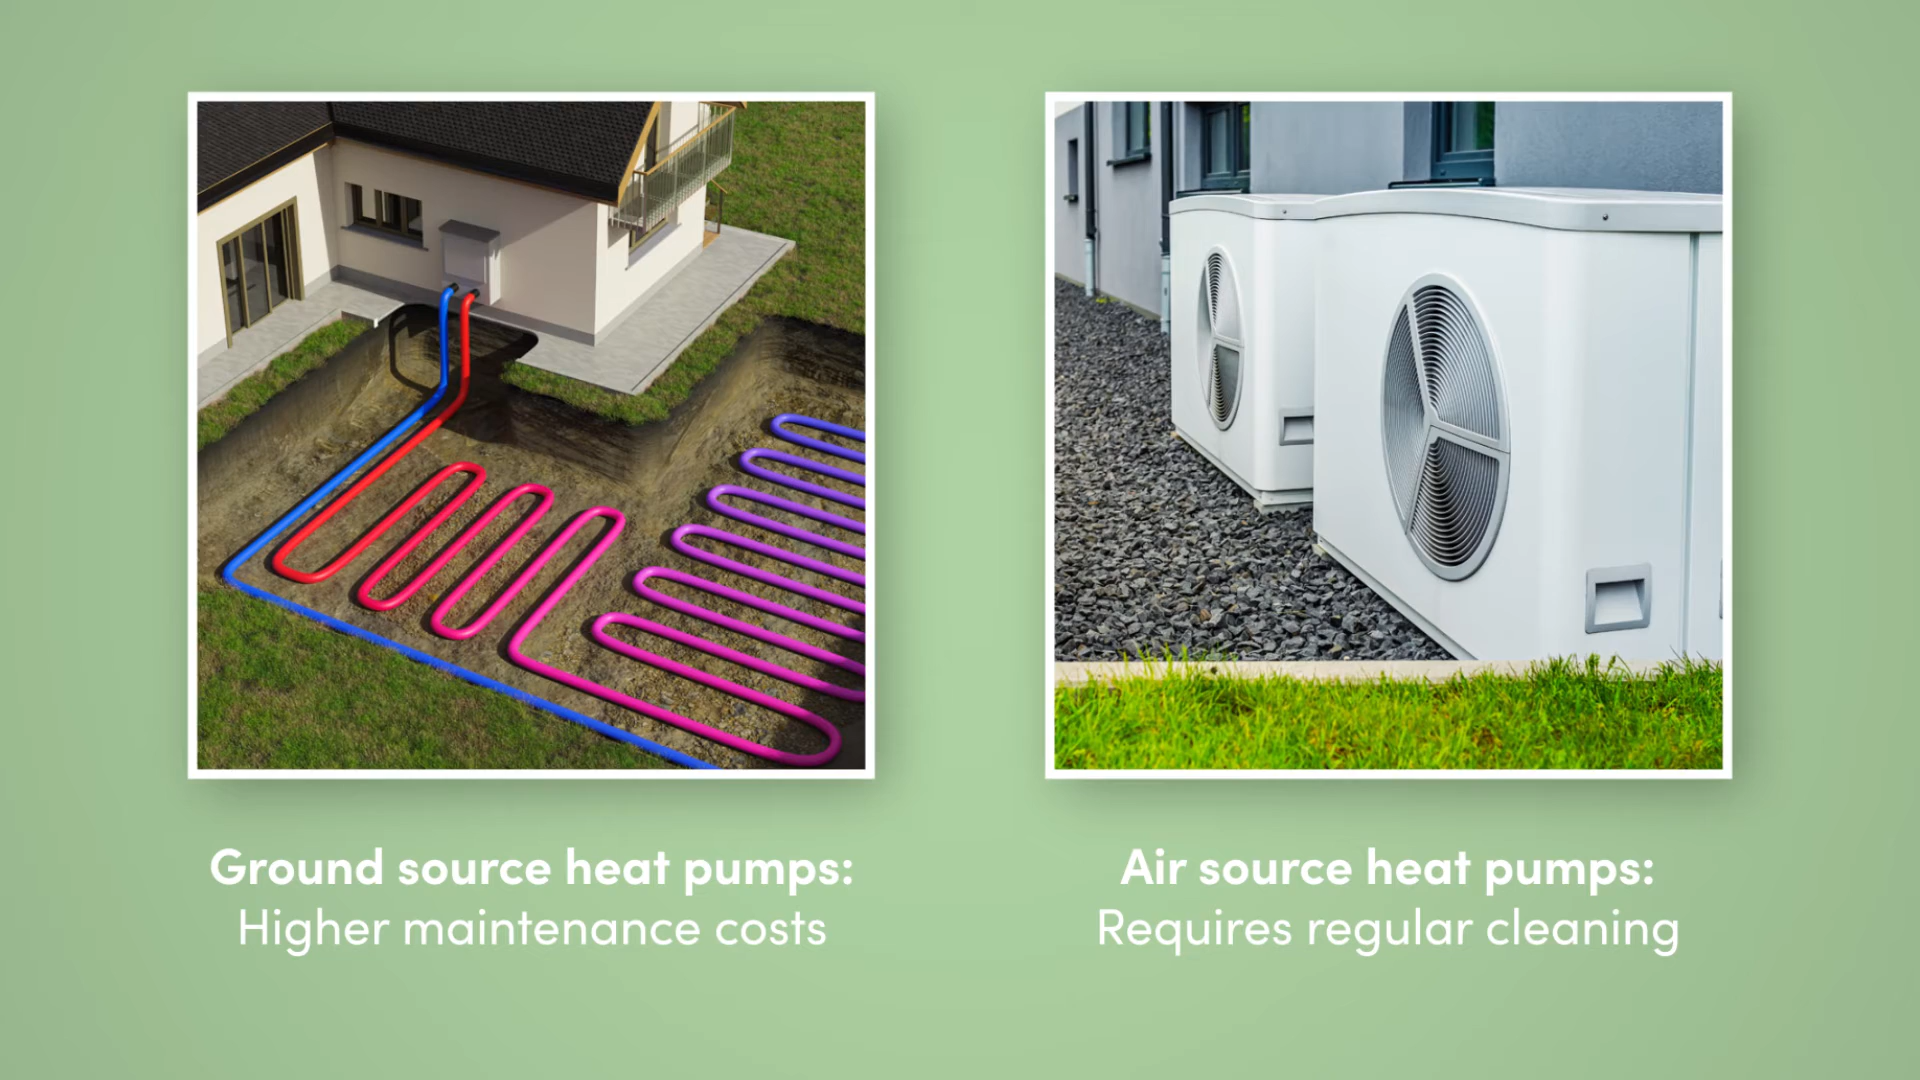 Ground source heat pumps:
Higher maintenance costs
Air source heat pumps:
Requires regular cleaning